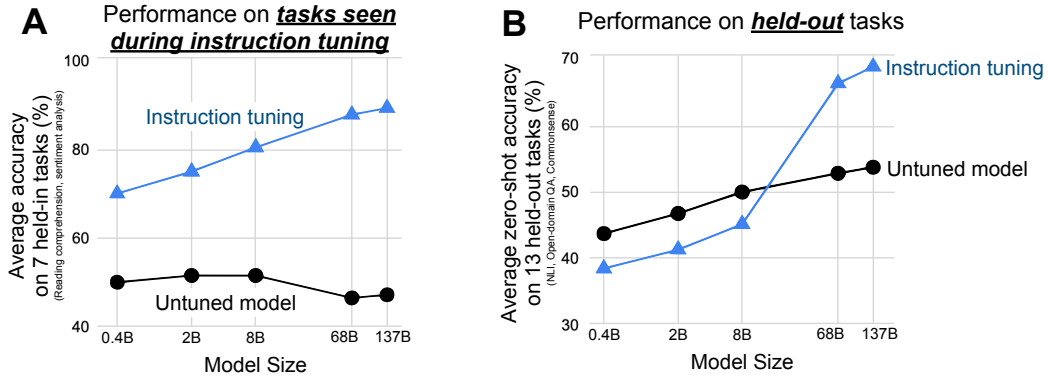 A
Performance on tasks seen
during instruction tuning
Average accuracy
on 7 held-in tasks (%)
(Reading comprehension, sentiment analysis)
100
80
60
40
Instruction tuning
Untuned model
0.4B 2B 8B 68B 137B
Model Size
B
Performance on held-out tasks
Average zero-shot accuracy
on 13 held-out tasks (%)
(NLI, Open-domain QA, Commonsense)
70
60
50
40
30
Instruction tuning
Untuned model
0.4B 2B 8B 68B 137B
Model Size